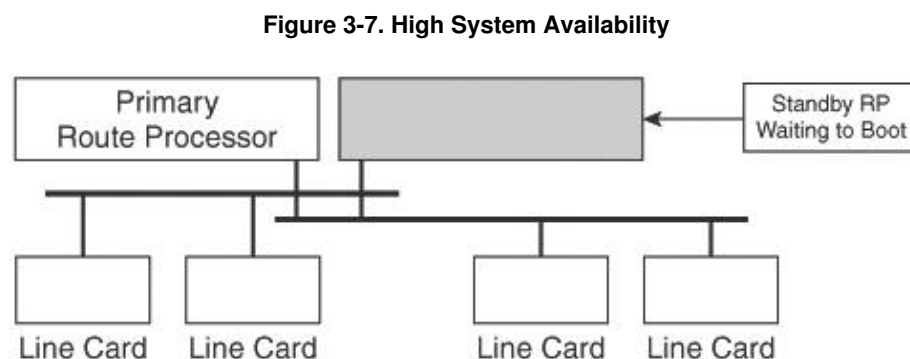 Figure 3-7. High System Availability
Primary
Route Processor
Standby RP
Waiting to Boot
Line Card
Line Card
Line Card
Line Card